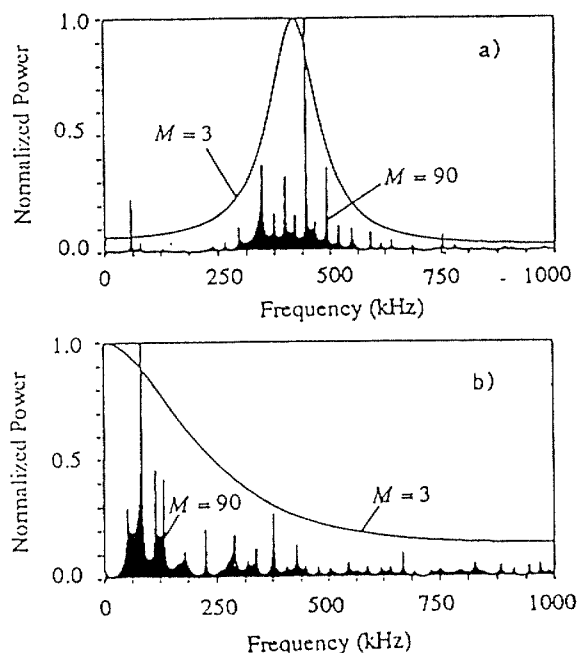 1.0
a)
Normalized Power
M = 3
0.5
M = 90
0.0
0 250 500 750 1000
Frequency (kHz)
1.0
b)
Normalized Power
0.5
M = 90
M = 3
0.0
0 250 500 750 1000
Frequency (kHz)